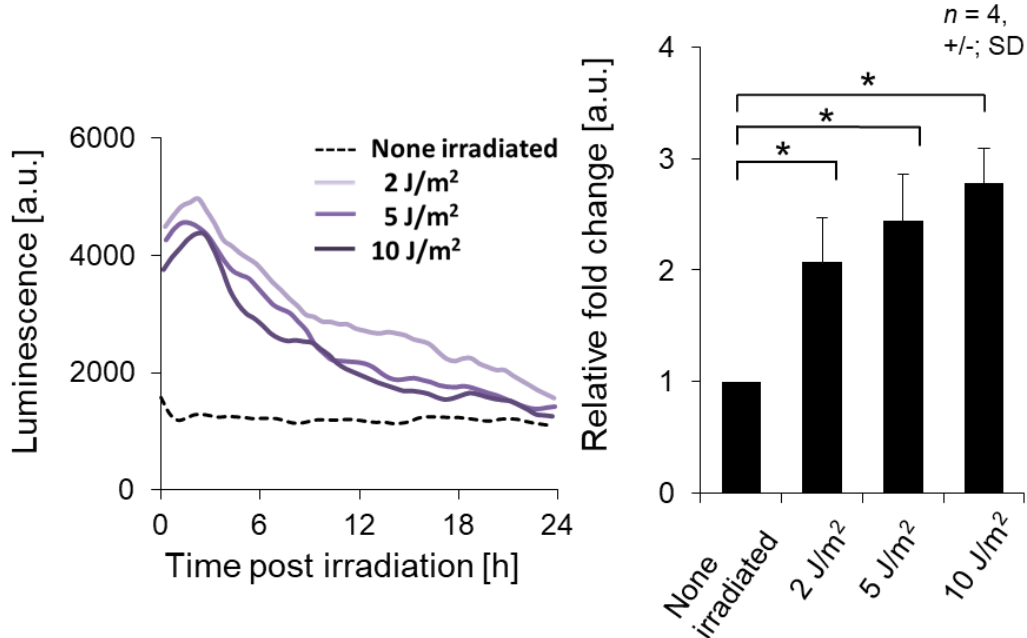 Luminescence [a.u.]
6000
4000
2000
0
0 6 12 18 24
Time post irradiation [h]
None irradiated
2 J/m²
5 J/m²
10 J/m²
n = 4,
+/-; SD
Relative fold change [a.u.]
4
3
2
1
0
*
*
*
None
irradiated
2 J/m²
5 J/m²
10 J/m²